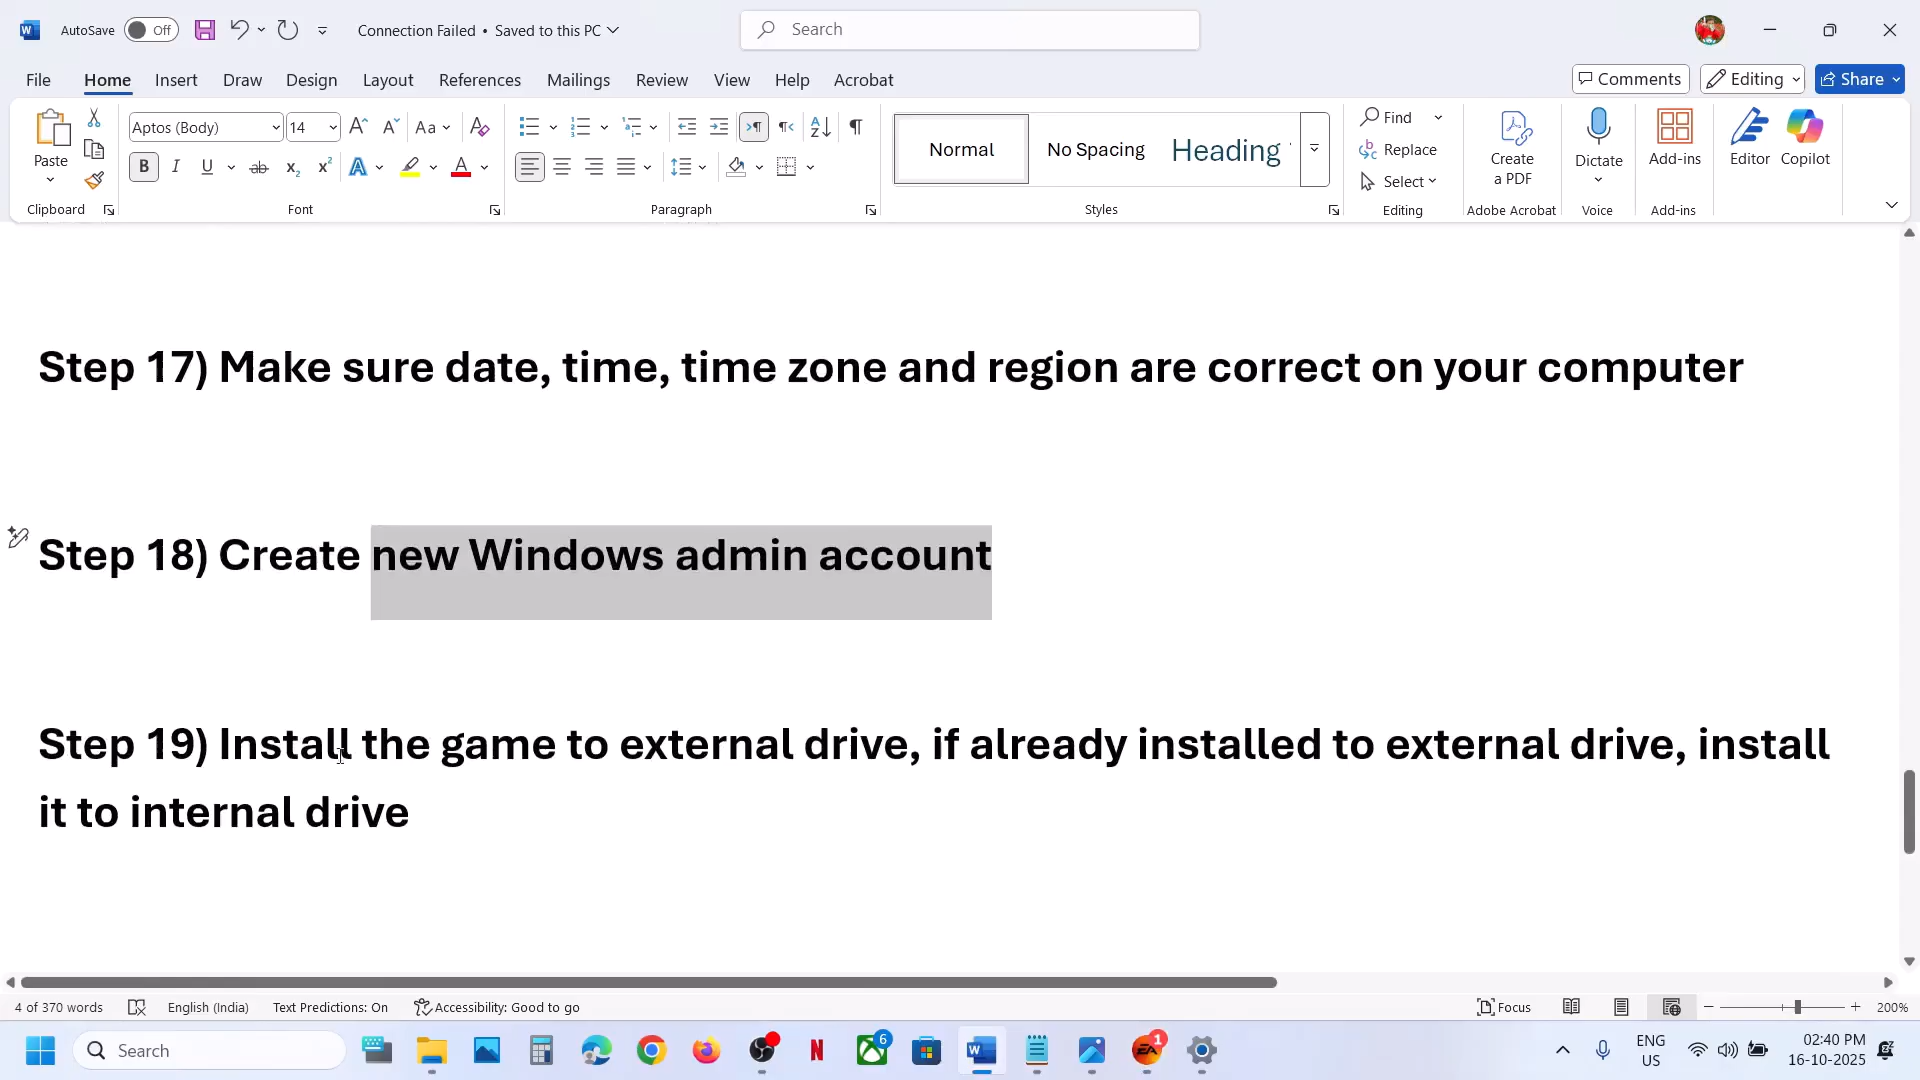 AutoSave Off Connection Failed • Saved to this PC Search
File Home Insert Draw Design Layout References Mailings Review View Help Acrobat Comments Editing Share
Paste Aptos (Body) 14 Aa Normal No Spacing Heading Find Replace Select Create a PDF Dictate Add-ins Editor Copilot
Clipboard Font Paragraph Styles Editing Adobe Acrobat Voice Add-ins
Step 17) Make sure date, time, time zone and region are correct on your computer
Step 18) Create new Windows admin account
Step 19) Install the game to external drive, if already installed to external drive, install
it to internal drive
4 of 370 words English (India) Text Predictions: On Accessibility: Good to go Focus 200%
Search 6 1 ENG US 02:40 PM 16-10-2025